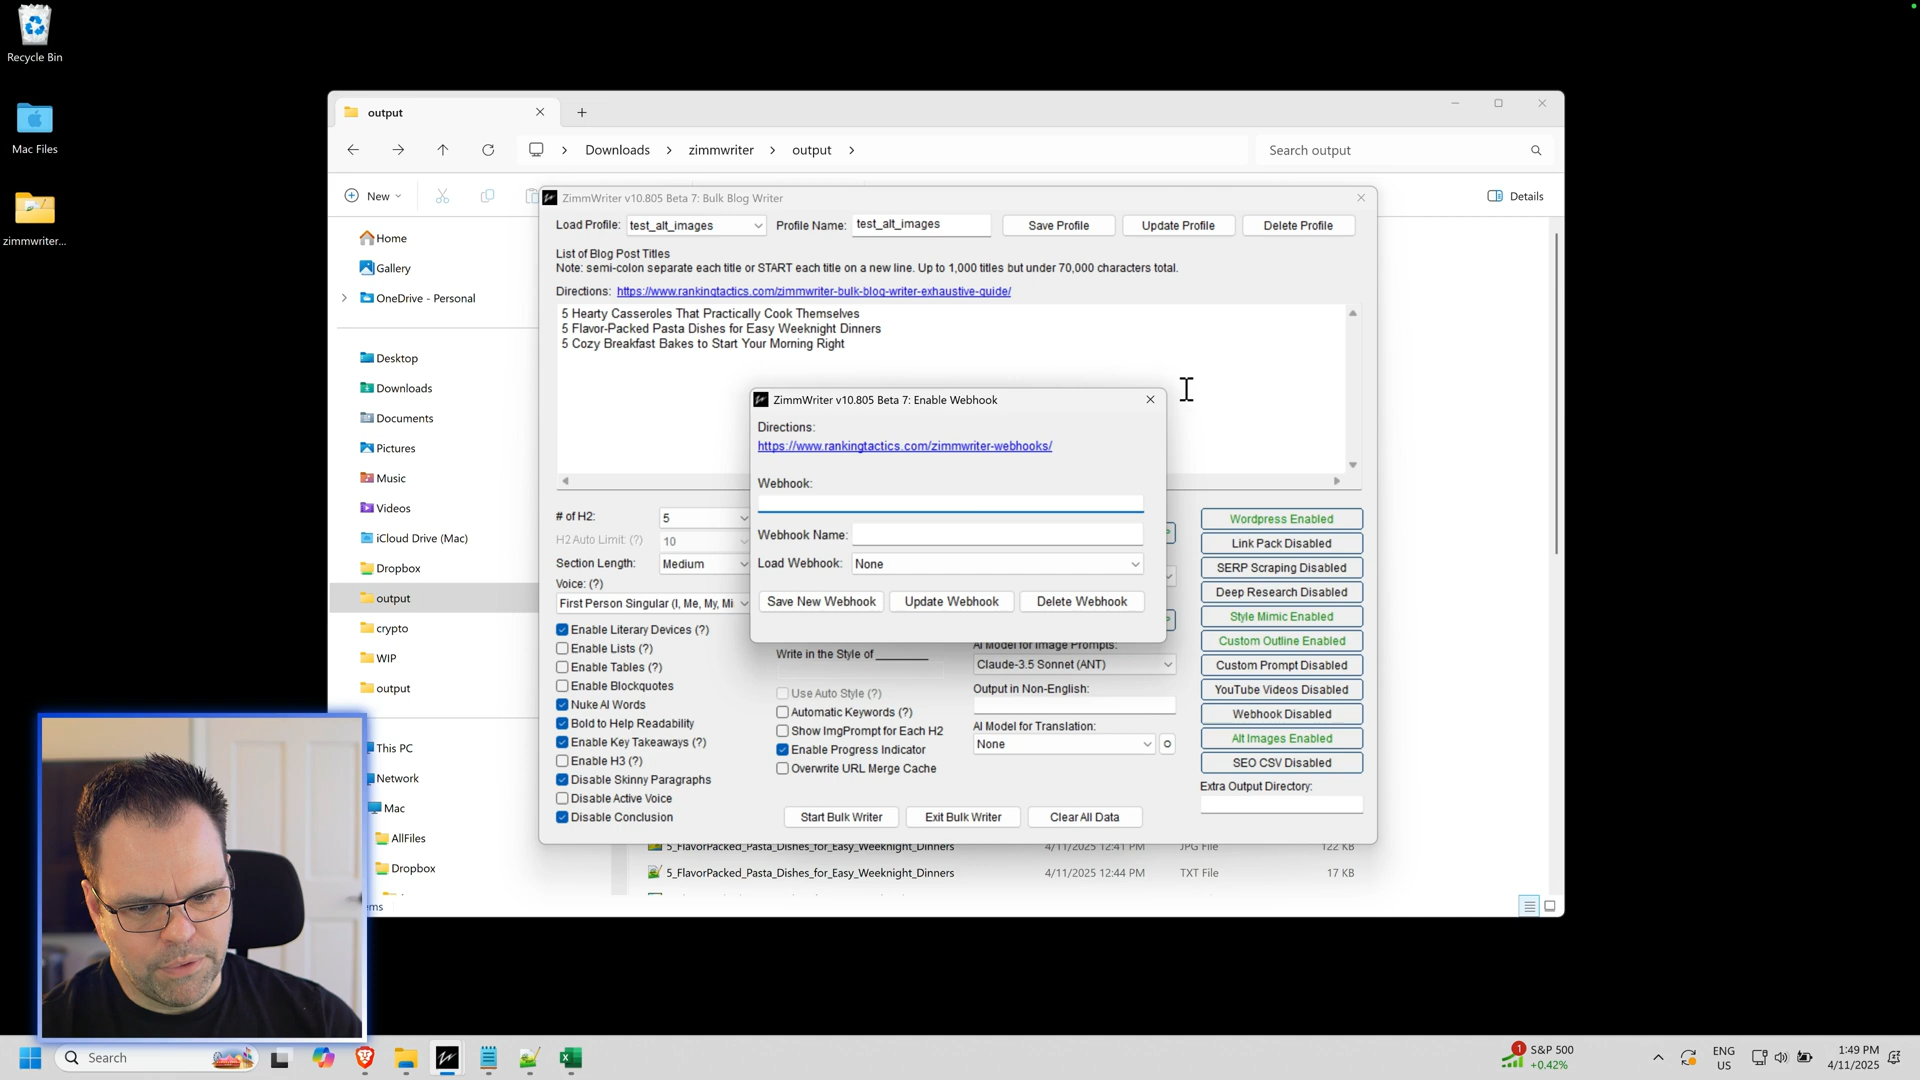 Recycle Bin
Mac Files
zimmwriter...
output
Downloads
zimmwriter
output
Search output
New
Details
Home
Gallery
OneDrive - Personal
Desktop
Downloads
Documents
Pictures
Music
Videos
iCloud Drive (Mac)
Dropbox
output
crypto
WIP
output
This PC
Network
Mac
AllFiles
Dropbox
ZimmWriter v10.805 Beta 7: Bulk Blog Writer
Load Profile: test_alt_images Profile Name: test_alt_images Save Profile Update Profile Delete Profile
List of Blog Post Titles
Note: semi-colon separate each title or START each title on a new line. Up to 1,000 titles but under 70,000 characters total.
Directions: https://www.rankingtactics.com/zimmwriter-bulk-blog-writer-exhaustive-guide/
5 Hearty Casseroles That Practically Cook Themselves
5 Flavor-Packed Pasta Dishes for Easy Weeknight Dinners
5 Cozy Breakfast Bakes to Start Your Morning Right
ZimmWriter v10.805 Beta 7: Enable Webhook
Directions:
https://www.rankingtactics.com/zimmwriter-webhooks/
Webhook:
Webhook Name:
Load Webhook: None
Save New Webhook Update Webhook Delete Webhook
# of H2: 5
H2 Auto Limit: (?) 10
Section Length: Medium
Voice: (?)
First Person Singular (I, Me, My, Mi
Enable Literary Devices (?)
Enable Lists (?)
Enable Tables (?)
Enable Blockquotes
Nuke AI Words
Bold to Help Readability
Enable Key Takeaways (?)
Enable H3 (?)
Disable Skinny Paragraphs
Disable Active Voice
Disable Conclusion
Write in the Style of ________
Use Auto Style (?)
Automatic Keywords (?)
Show ImgPrompt for Each H2
Enable Progress Indicator
Overwrite URL Merge Cache
AI Model for Image Prompts:
Claude-3.5 Sonnet (ANT)
Output in Non-English:
AI Model for Translation:
None
O
Wordpress Enabled
Link Pack Disabled
SERP Scraping Disabled
Deep Research Disabled
Style Mimic Enabled
Custom Outline Enabled
Custom Prompt Disabled
YouTube Videos Disabled
Webhook Disabled
Alt Images Enabled
SEO CSV Disabled
Extra Output Directory:
Start Bulk Writer Exit Bulk Writer Clear All Data
5_FlavorPacked_Pasta_Dishes_for_Easy_Weeknight_Dinners 4/11/2025 12:41 PM JPG File 122 KB
5_FlavorPacked_Pasta_Dishes_for_Easy_Weeknight_Dinners 4/11/2025 12:44 PM TXT File 17 KB
Search
1
S&P 500
+0.42%
ENG
US
1:49 PM
4/11/2025